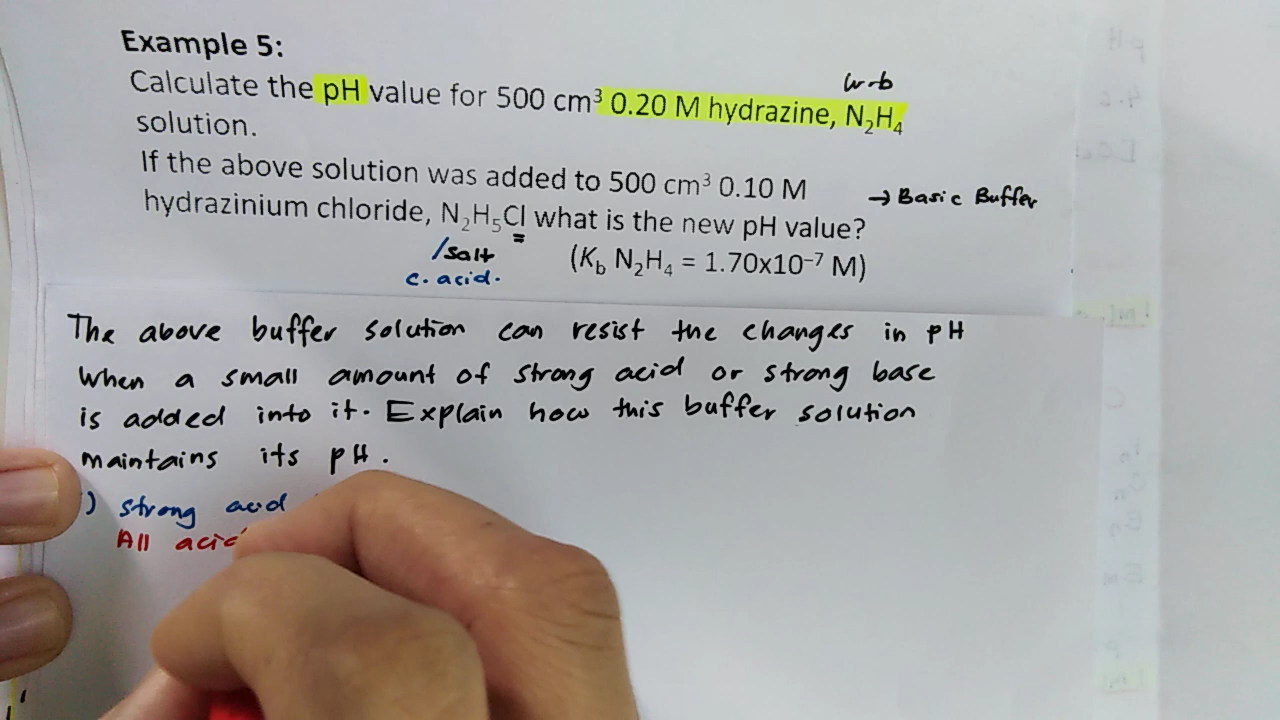 Example 5:
w.b
Calculate the pH value for 500 cm³ 0.20 M hydrazine, N₂H₄
solution.
If the above solution was added to 500 cm³ 0.10 M
→ Basic Buffer
hydrazinium chloride, N₂H₅Cl what is the new pH value?
/salt
(K_b N₂H₄ = 1.70x10⁻⁷ M)
c. acid.
The above buffer solution can resist the changes in pH
when a small amount of strong acid or strong base
is added into it. Explain how this buffer solution
maintains its pH.
) strong acid
All acid